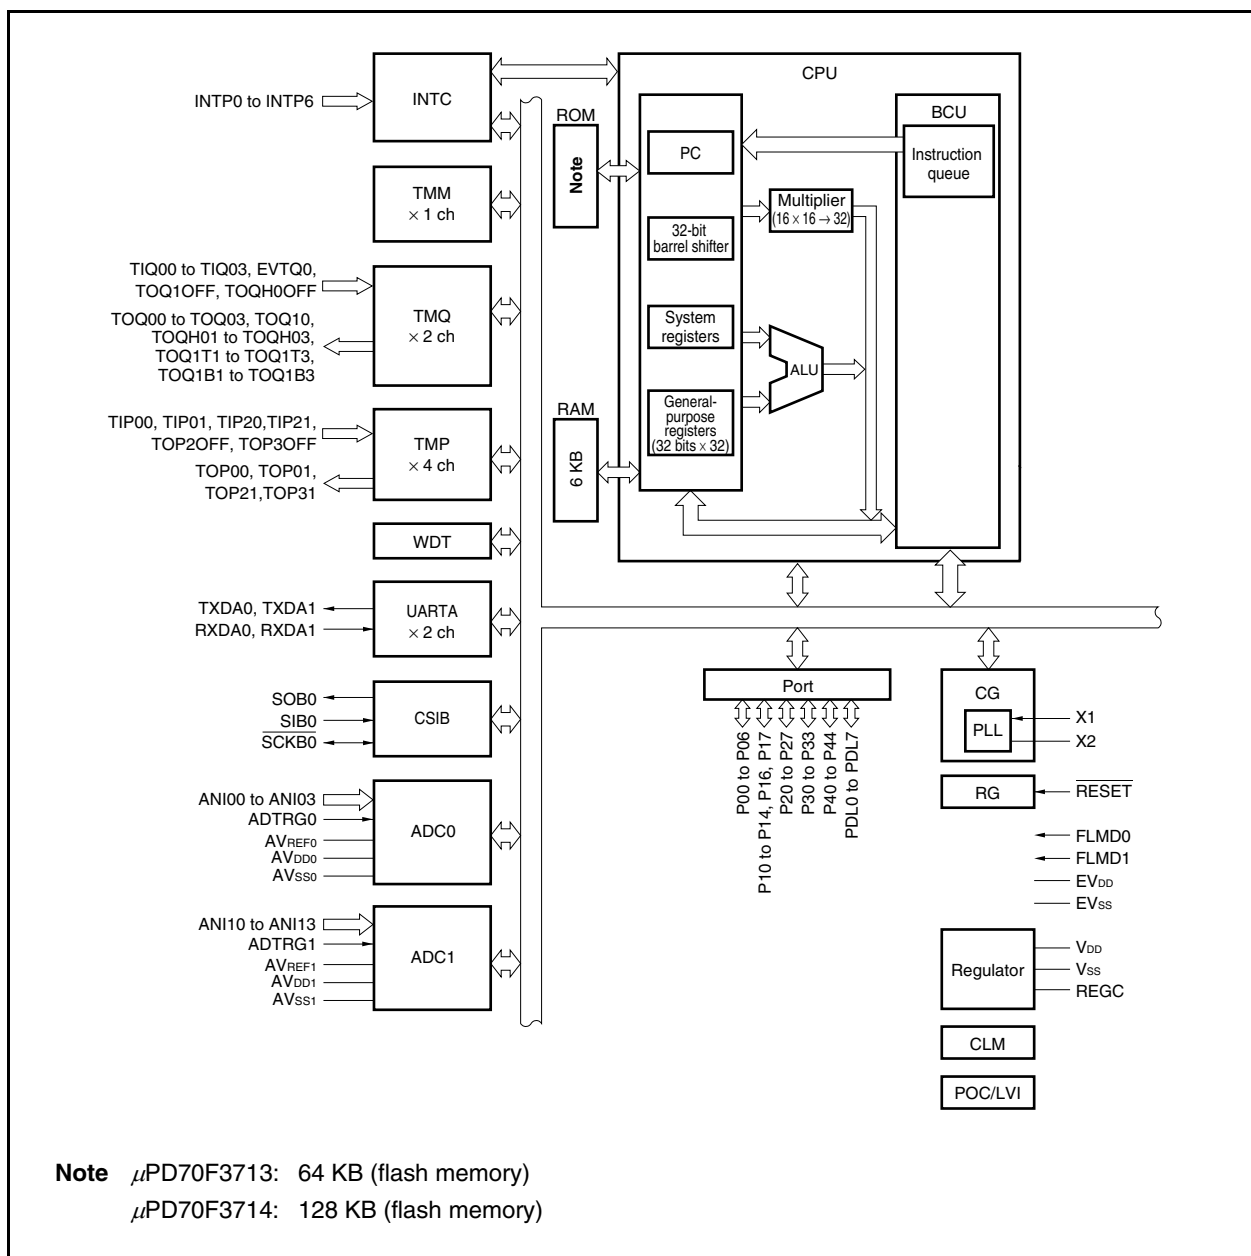 INTP0 to INTP6
INTC
TMM
× 1 ch
TIQ00 to TIQ03, EVTQ0,
TOQ1OFF, TOQH0OFF
TOQ00 to TOQ03, TOQ10,
TOQH01 to TOQH03,
TOQ1T1 to TOQ1T3,
TOQ1B1 to TOQ1B3
TMQ
× 2 ch
TIP00, TIP01, TIP20,TIP21,
TOP2OFF, TOP3OFF
TOP00, TOP01,
TOP21,TOP31
TMP
× 4 ch
WDT
TXDA0, TXDA1
RXDA0, RXDA1
UARTA
× 2 ch
SOB0
SIB0
SCKB0
CSIB
ANI00 to ANI03
ADTRG0
AVREF0
AVDD0
AVSS0
ADC0
ANI10 to ANI13
ADTRG1
AVREF1
AVDD1
AVSS1
ADC1
ROM
Note
RAM
6 KB
CPU
PC
32-bit
barrel shifter
System
registers
General-
purpose
registers
(32 bits × 32)
Multiplier
(16 × 16 → 32)
ALU
BCU
Instruction
queue
Port
P00 to P06
P10 to P14, P16, P17
P20 to P27
P30 to P33
P40 to P44
PDL0 to PDL7
CG
PLL
X1
X2
RG
RESET
FLMD0
FLMD1
EVDD
EVSS
Regulator
VDD
VSS
REGC
CLM
POC/LVI
Note μPD70F3713: 64 KB (flash memory)
μPD70F3714: 128 KB (flash memory)